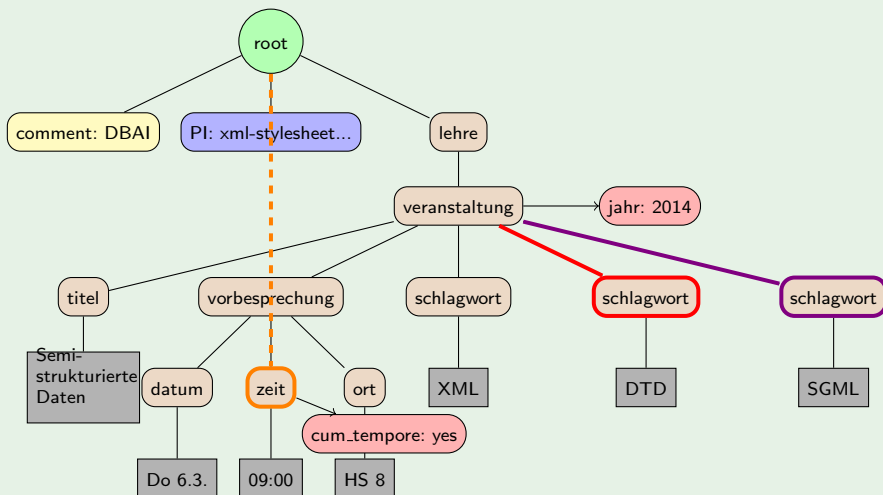 root
comment: DBAI
PI: xml-stylesheet...
lehre
veranstaltung
jahr: 2014
titel
vorbesprechung
schlagwort
schlagwort
schlagwort
Semi-
strukturierte
Daten
datum
zeit
ort
XML
DTD
SGML
cum_tempore: yes
Do 6.3.
09:00
HS 8